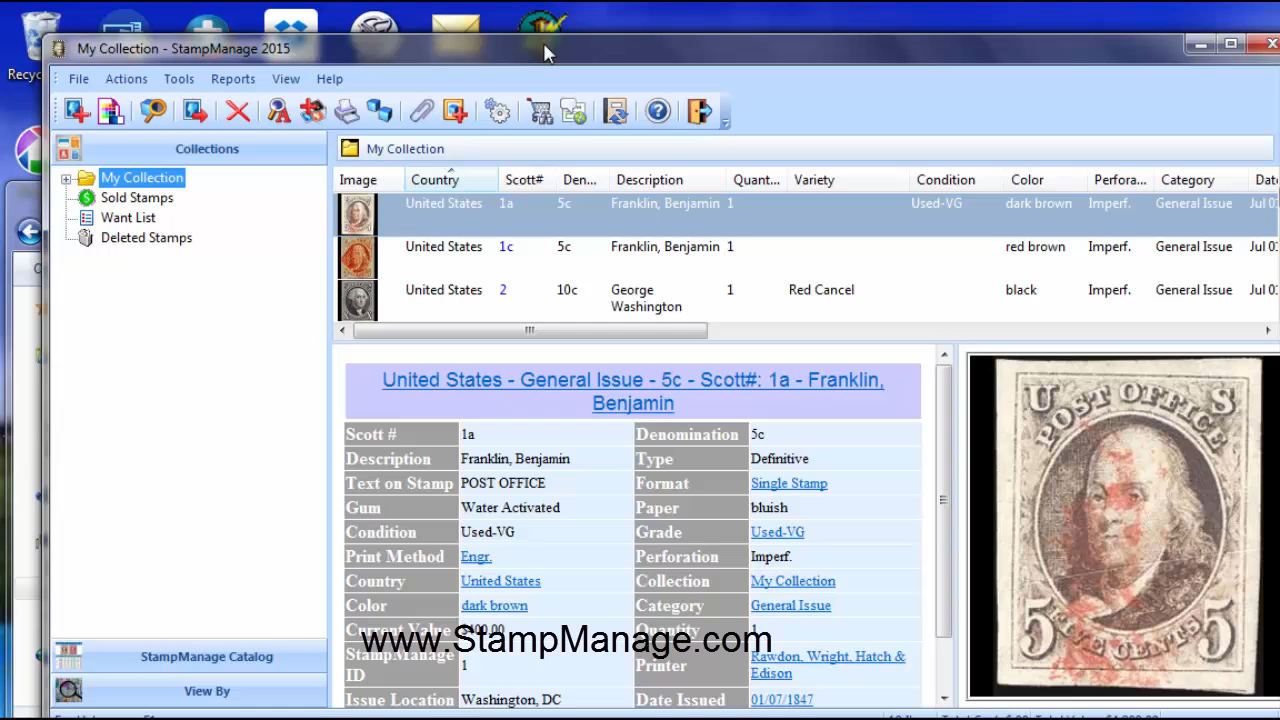 Recyc
My Collection - StampManage 2015
File Actions Tools Reports View Help
Collections
My Collection
Sold Stamps
Want List
Deleted Stamps
StampManage Catalog
View By
My Collection
Image Country Scott# Den... Description Quant... Variety Condition Color Perfora... Category Date
United States 1a 5c Franklin, Benjamin 1 Used-VG dark brown Imperf. General Issue Jul 0
United States 1c 5c Franklin, Benjamin 1 red brown Imperf. General Issue Jul 0
United States 2 10c George Washington 1 Red Cancel black Imperf. General Issue Jul 0
United States - General Issue - 5c - Scott#: 1a - Franklin,
Benjamin
Scott # 1a Denomination 5c
Description Franklin, Benjamin Type Definitive
Text on Stamp POST OFFICE Format Single Stamp
Gum Water Activated Paper bluish
Condition Used-VG Grade Used-VG
Print Method Engr. Perforation Imperf.
Country United States Collection My Collection
Color dark brown Category General Issue
Current Value $400.00 Quantity 1
StampManage ID 1 Printer Rawdon, Wright, Hatch & Edison
Issue Location Washington, DC Date Issued 01/07/1847
www.StampManage.com
U S
POST OFFICE
5 FIVE CENTS 5